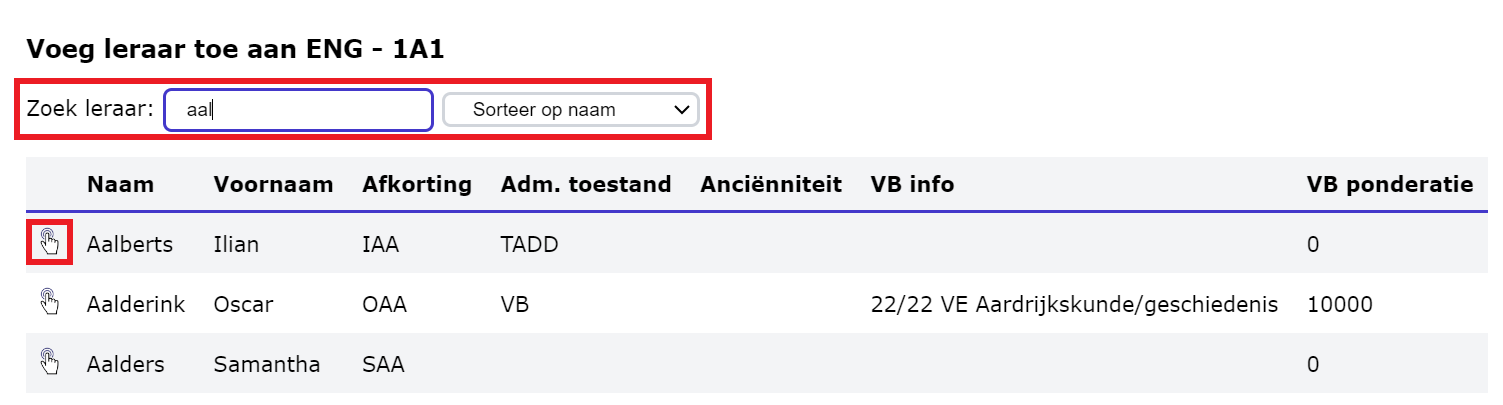 Voeg leraar toe aan ENG - 1A1
Zoek leraar: aal Sorteer op naam
Naam Voornaam Afkorting Adm. toestand Anciënniteit VB info VB ponderatie
Aalberts Ilian IAA TADD 0
Aalderink Oscar OAA VB 22/22 VE Aardrijkskunde/geschiedenis 10000
Aalders Samantha SAA 0